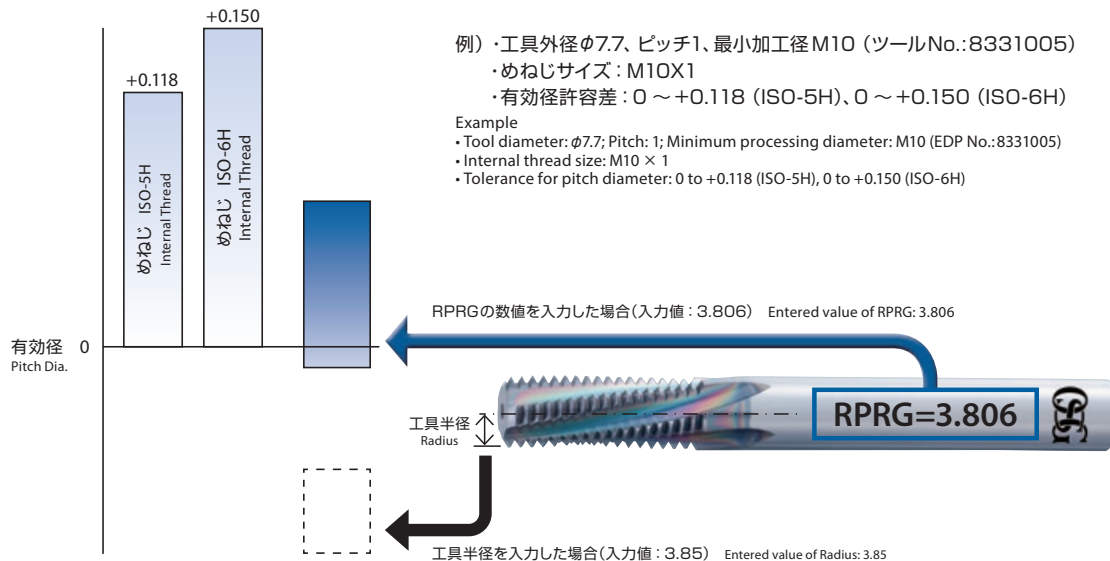 +0.150
+0.118
めねじ ISO-5H
Internal Thread
めねじ ISO-6H
Internal Thread
例）・工具外径φ7.7、ピッチ1、最小加工径M10（ツールNo.:8331005）
・めねじサイズ：M10X1
・有効径許容差：0 ～+0.118（ISO-5H）、0 ～+0.150（ISO-6H）
Example
• Tool diameter: φ7.7; Pitch: 1; Minimum processing diameter: M10 (EDP No.:8331005)
• Internal thread size: M10 × 1
• Tolerance for pitch diameter: 0 to +0.118 (ISO-5H), 0 to +0.150 (ISO-6H)
RPRGの数値を入力した場合（入力値：3.806） Entered value of RPRG: 3.806
有効径 0
Pitch Dia.
工具半径
Radius
RPRG=3.806
OSG
工具半径を入力した場合（入力値：3.85） Entered value of Radius: 3.85